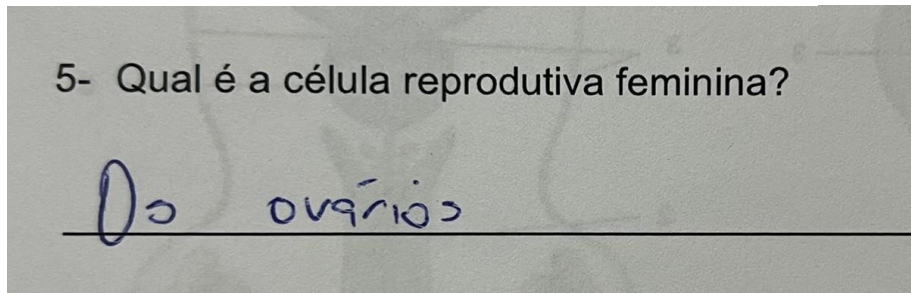 5- Qual é a célula reprodutiva feminina?
Os ovários